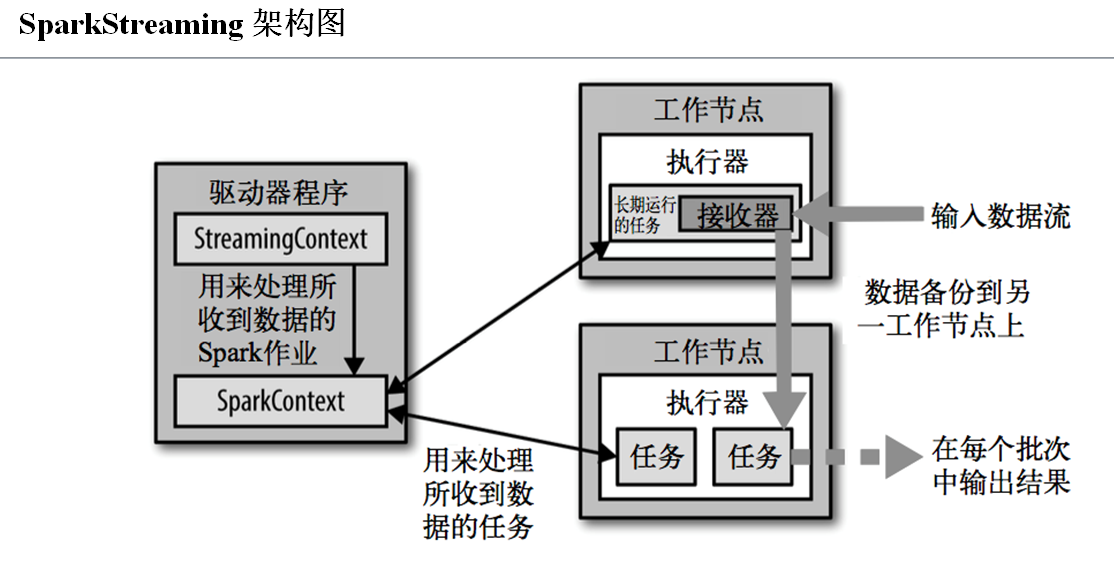 SparkStreaming 架构图
驱动器程序
StreamingContext
用来处理所
收到数据的
Spark作业
SparkContext
工作节点
执行器
长期运行
的任务
接收器
输入数据流
数据备份到另
一工作节点上
工作节点
执行器
任务
任务
在每个批次
中输出结果
用来处理
所收到数
据的任务